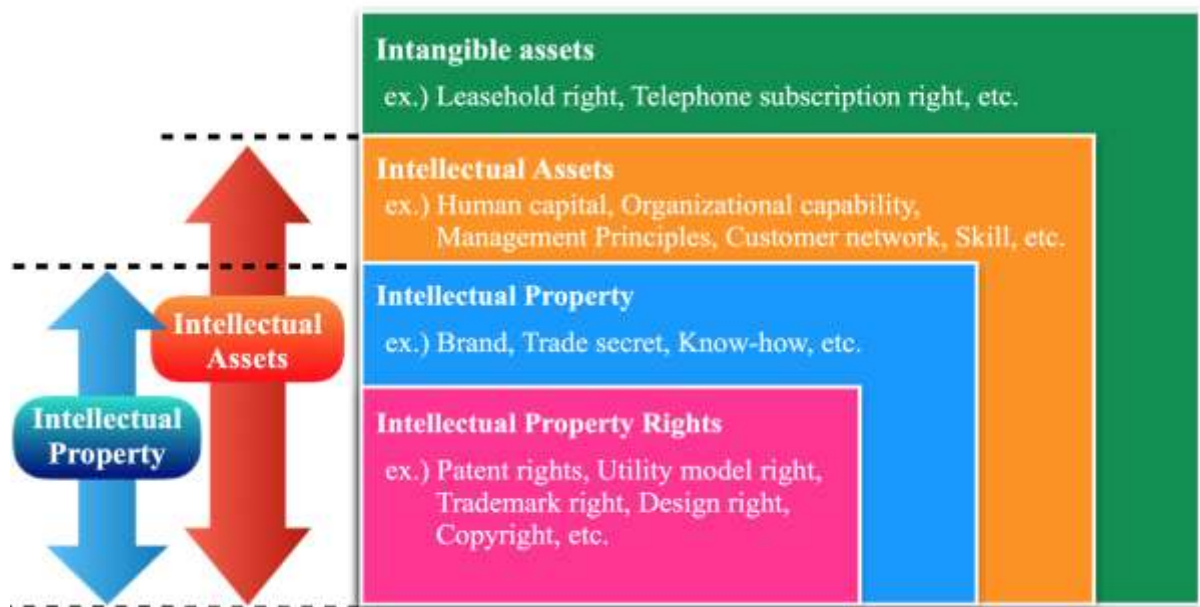 Intangible assets
ex.) Leasehold right, Telephone subscription right, etc.
Intellectual Assets
ex.) Human capital, Organizational capability,
Management Principles, Customer network, Skill, etc.
Intellectual Property
ex.) Brand, Trade secret, Know-how, etc.
Intellectual Property Rights
ex.) Patent rights, Utility model right,
Trademark right, Design right,
Copyright, etc.
Intellectual
Assets
Intellectual
Property